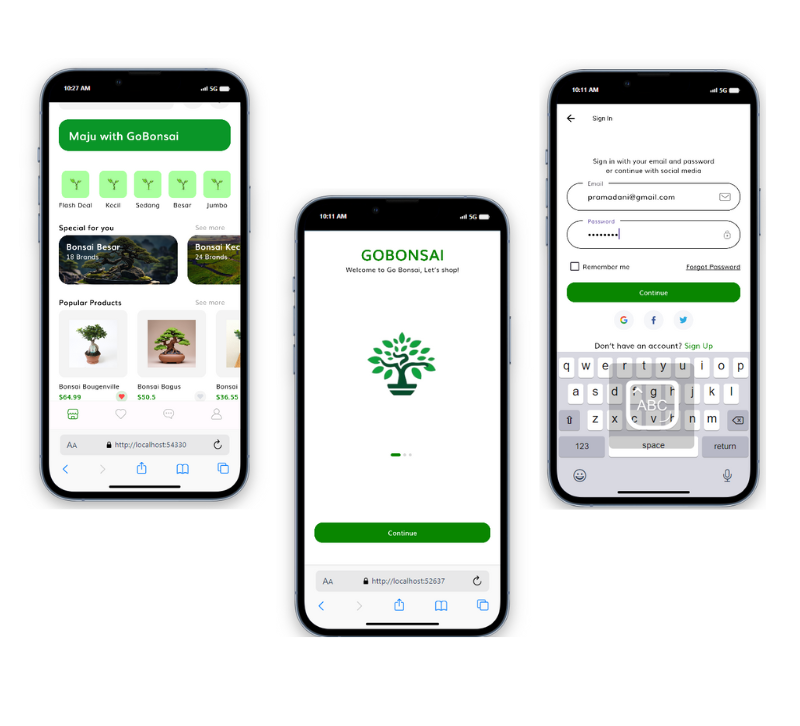 10:27 AM
5G
Maju with GoBonsai
Flash Deal
Kecil
Sedang
Besar
Jumbo
Special for you
See more
Bonsai Besar
18 Brands
Bonsai Kec
24 Brands
Popular Products
See more
Bonsai Bougenville
$64.99
Bonsai Bagus
$50.5
Bonsai
$36.55
AA
http://localhost:54330
10:11 AM
5G
GOBONSAI
Welcome to Go Bonsai, Let's shop!
Continue
AA
http://localhost:52637
10:11 AM
5G
Sign In
Sign in with your email and password
or continue with social media
Email
pramadani@gmail.com
Password
Remember me
Forgot Password
Continue
G
f
Don't have an account? Sign Up
q w e r t y u i o p
a s d f g h j k l
z x c v b n m
ABC
123
space
return